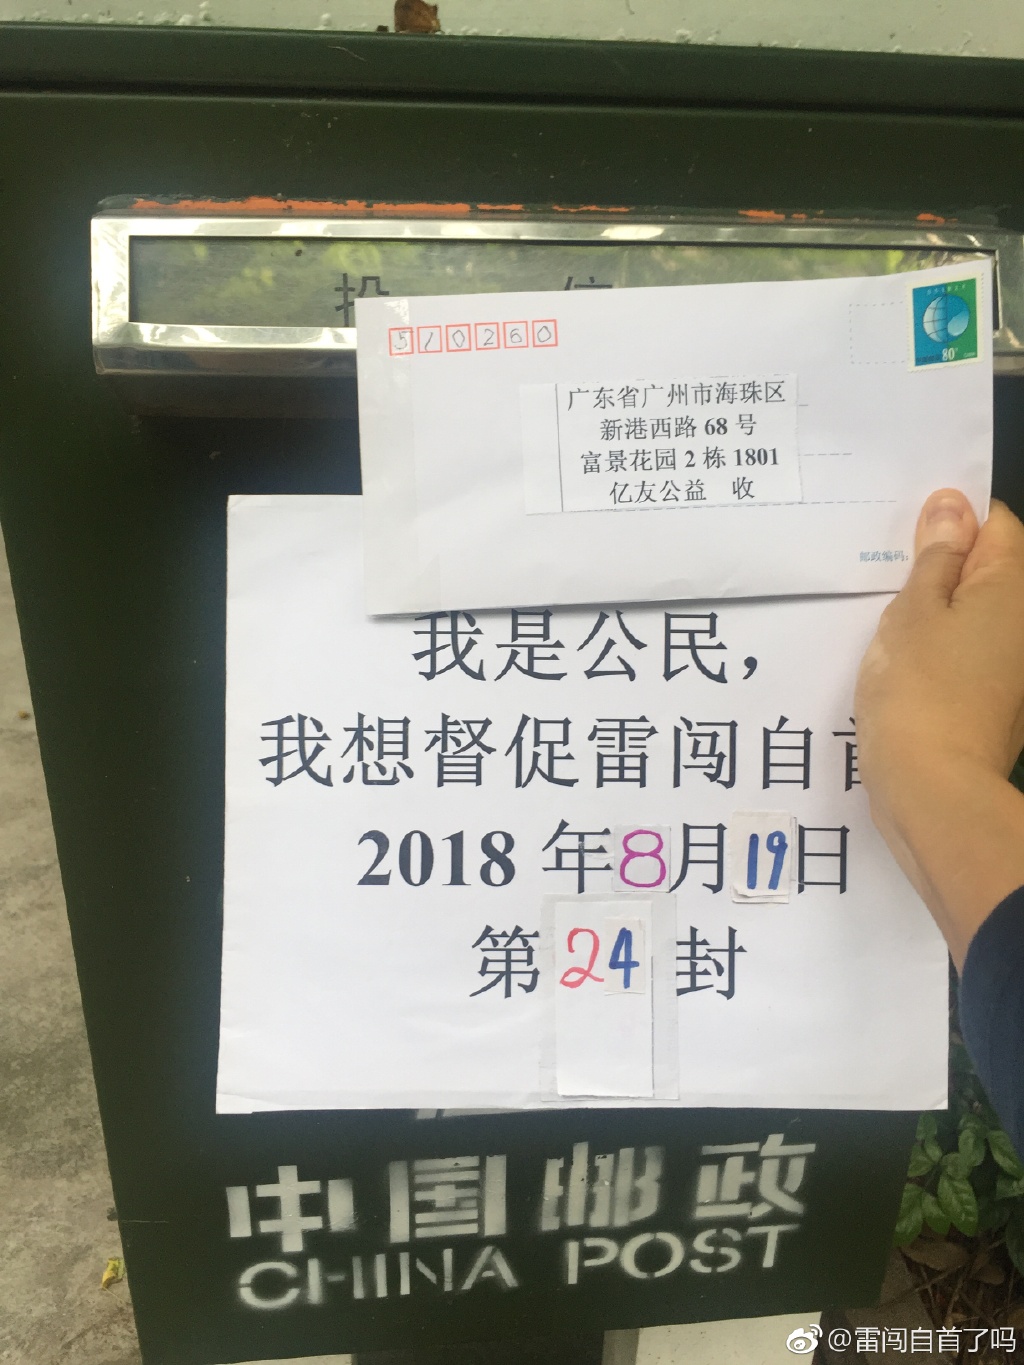 投 信
510260
80
广东省广州市海珠区
新港西路 68 号
富景花园 2 栋 1801
亿友公益 收
邮政编码:
我是公民,
我想督促雷闯自首
2018 年8月19日
第24封
中国邮政
CHINA POST
@雷闯自首了吗